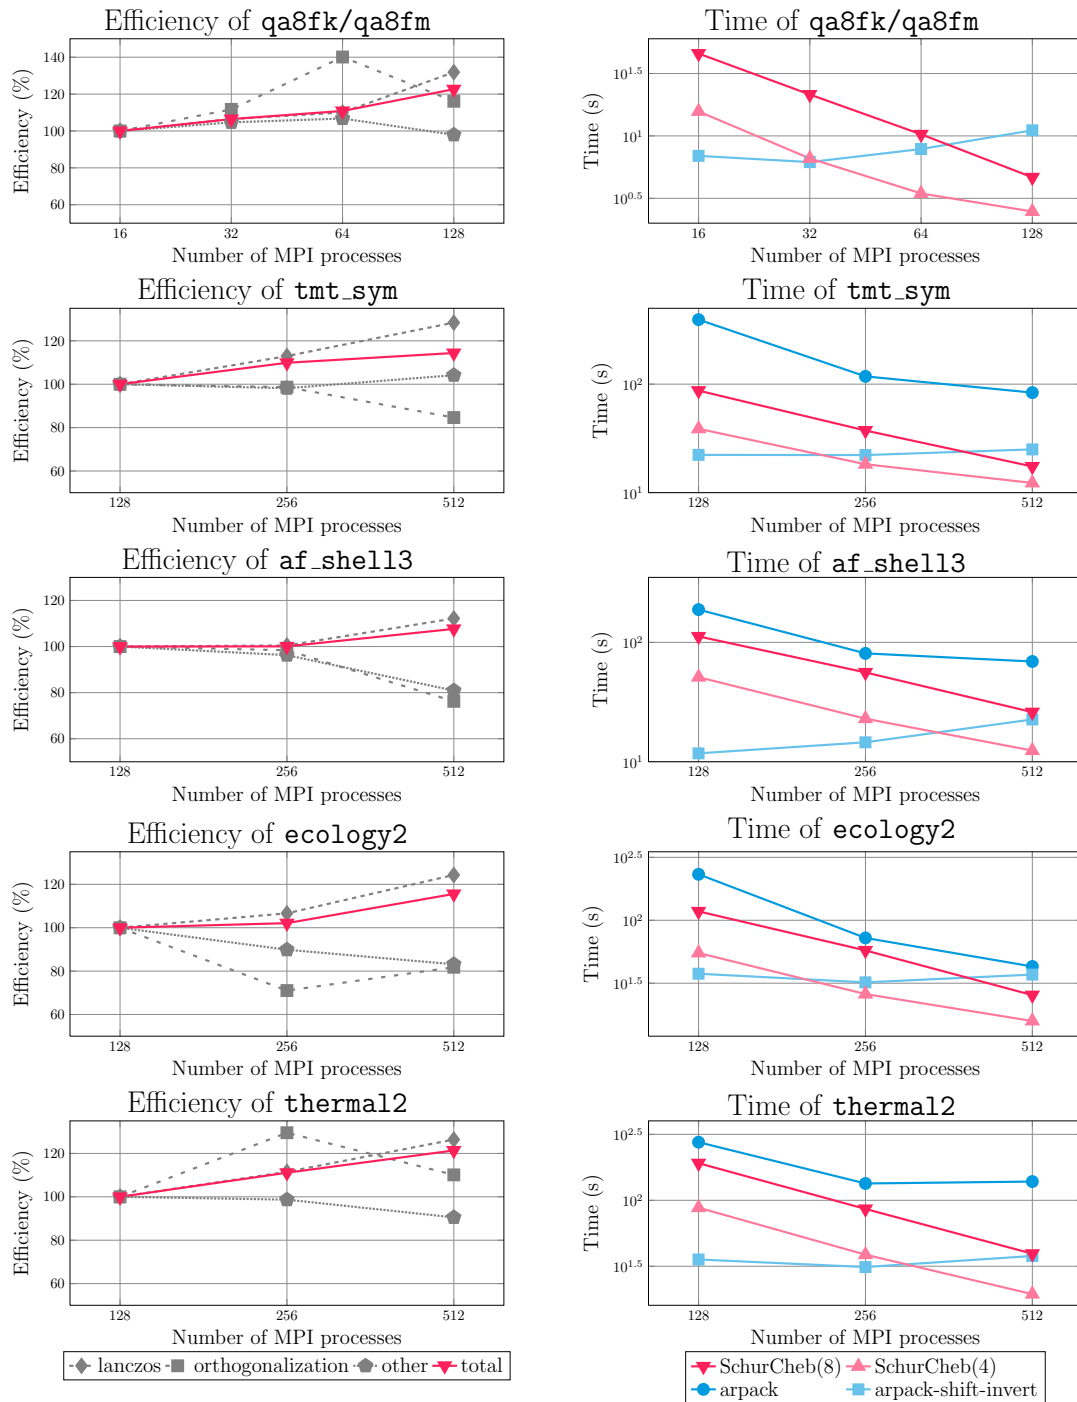 Efficiency of qa8fk/qa8fm
Efficiency (%)
140
120
100
80
60
16 32 64 128
Number of MPI processes
Time of qa8fk/qa8fm
Time (s)
10^1.5
10^1
10^0.5
16 32 64 128
Number of MPI processes
Efficiency of tmt_sym
Efficiency (%)
120
100
80
60
128 256 512
Number of MPI processes
Time of tmt_sym
Time (s)
10^2
10^1
128 256 512
Number of MPI processes
Efficiency of af_shell3
Efficiency (%)
120
100
80
60
128 256 512
Number of MPI processes
Time of af_shell3
Time (s)
10^2
10^1
128 256 512
Number of MPI processes
Efficiency of ecology2
Efficiency (%)
120
100
80
60
128 256 512
Number of MPI processes
Time of ecology2
Time (s)
10^2.5
10^2
10^1.5
128 256 512
Number of MPI processes
Efficiency of thermal2
Efficiency (%)
120
100
80
60
128 256 512
Number of MPI processes
lanczos orthogonalization other total
Time of thermal2
Time (s)
10^2.5
10^2
10^1.5
128 256 512
Number of MPI processes
SchurCheb(8) SchurCheb(4)
arpack arpack-shift-invert